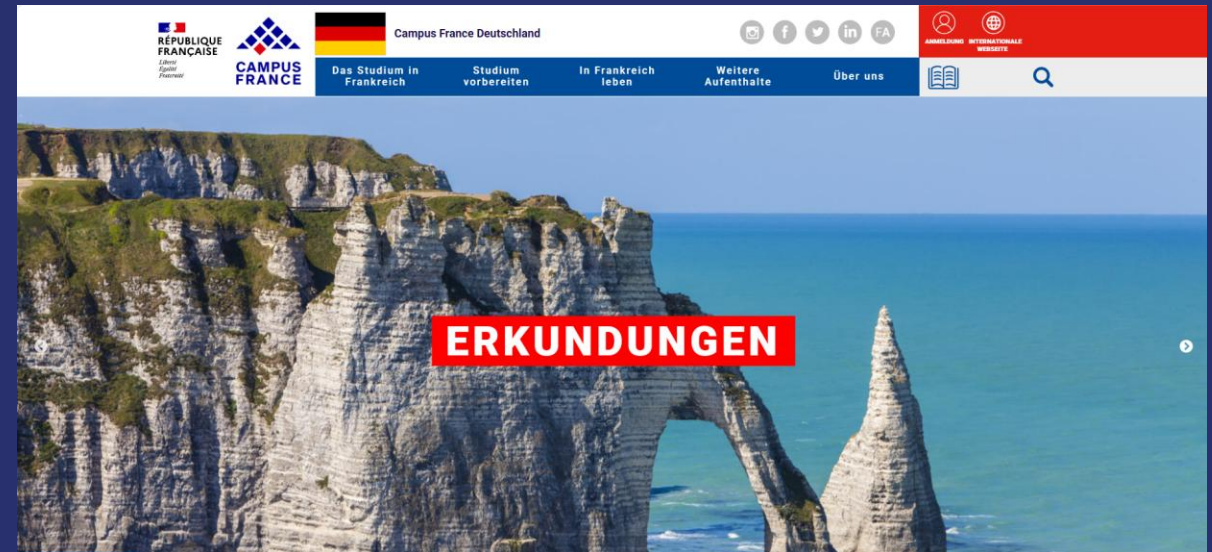 RÉPUBLIQUE
FRANÇAISE
Liberté
Égalité
Fraternité
CAMPUS
FRANCE
Campus France Deutschland
f
in
FA
ANMELDUNG
INTERNATIONALE
WEBSEITE
Das Studium in
Frankreich
Studium
vorbereiten
In Frankreich
leben
Weitere
Aufenthalte
Über uns
ERKUNDUNGEN